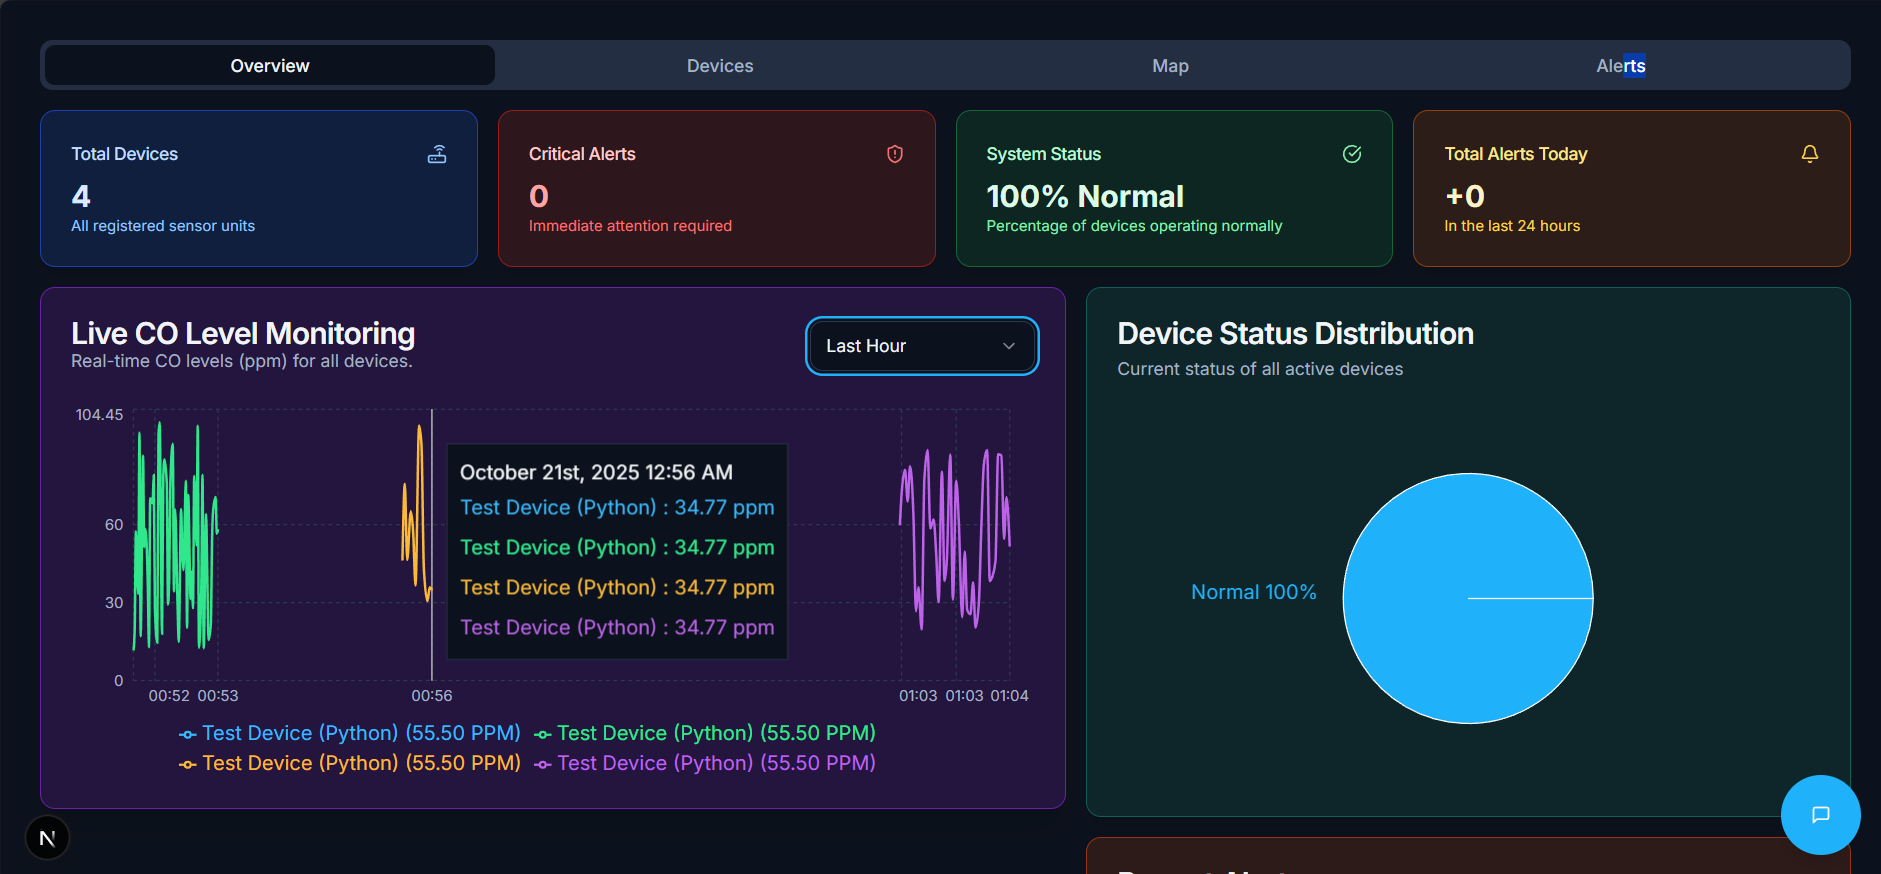 Overview Devices Map Alerts
Total Devices
4
All registered sensor units
Critical Alerts
0
Immediate attention required
System Status
100% Normal
Percentage of devices operating normally
Total Alerts Today
+0
In the last 24 hours
Live CO Level Monitoring
Real-time CO levels (ppm) for all devices.
Last Hour
104.45
60
30
0
October 21st, 2025 12:56 AM
Test Device (Python) : 34.77 ppm
Test Device (Python) : 34.77 ppm
Test Device (Python) : 34.77 ppm
Test Device (Python) : 34.77 ppm
00:52 00:53 00:56 01:03 01:03 01:04
Test Device (Python) (55.50 PPM) Test Device (Python) (55.50 PPM)
Test Device (Python) (55.50 PPM) Test Device (Python) (55.50 PPM)
Device Status Distribution
Current status of all active devices
Normal 100%
N